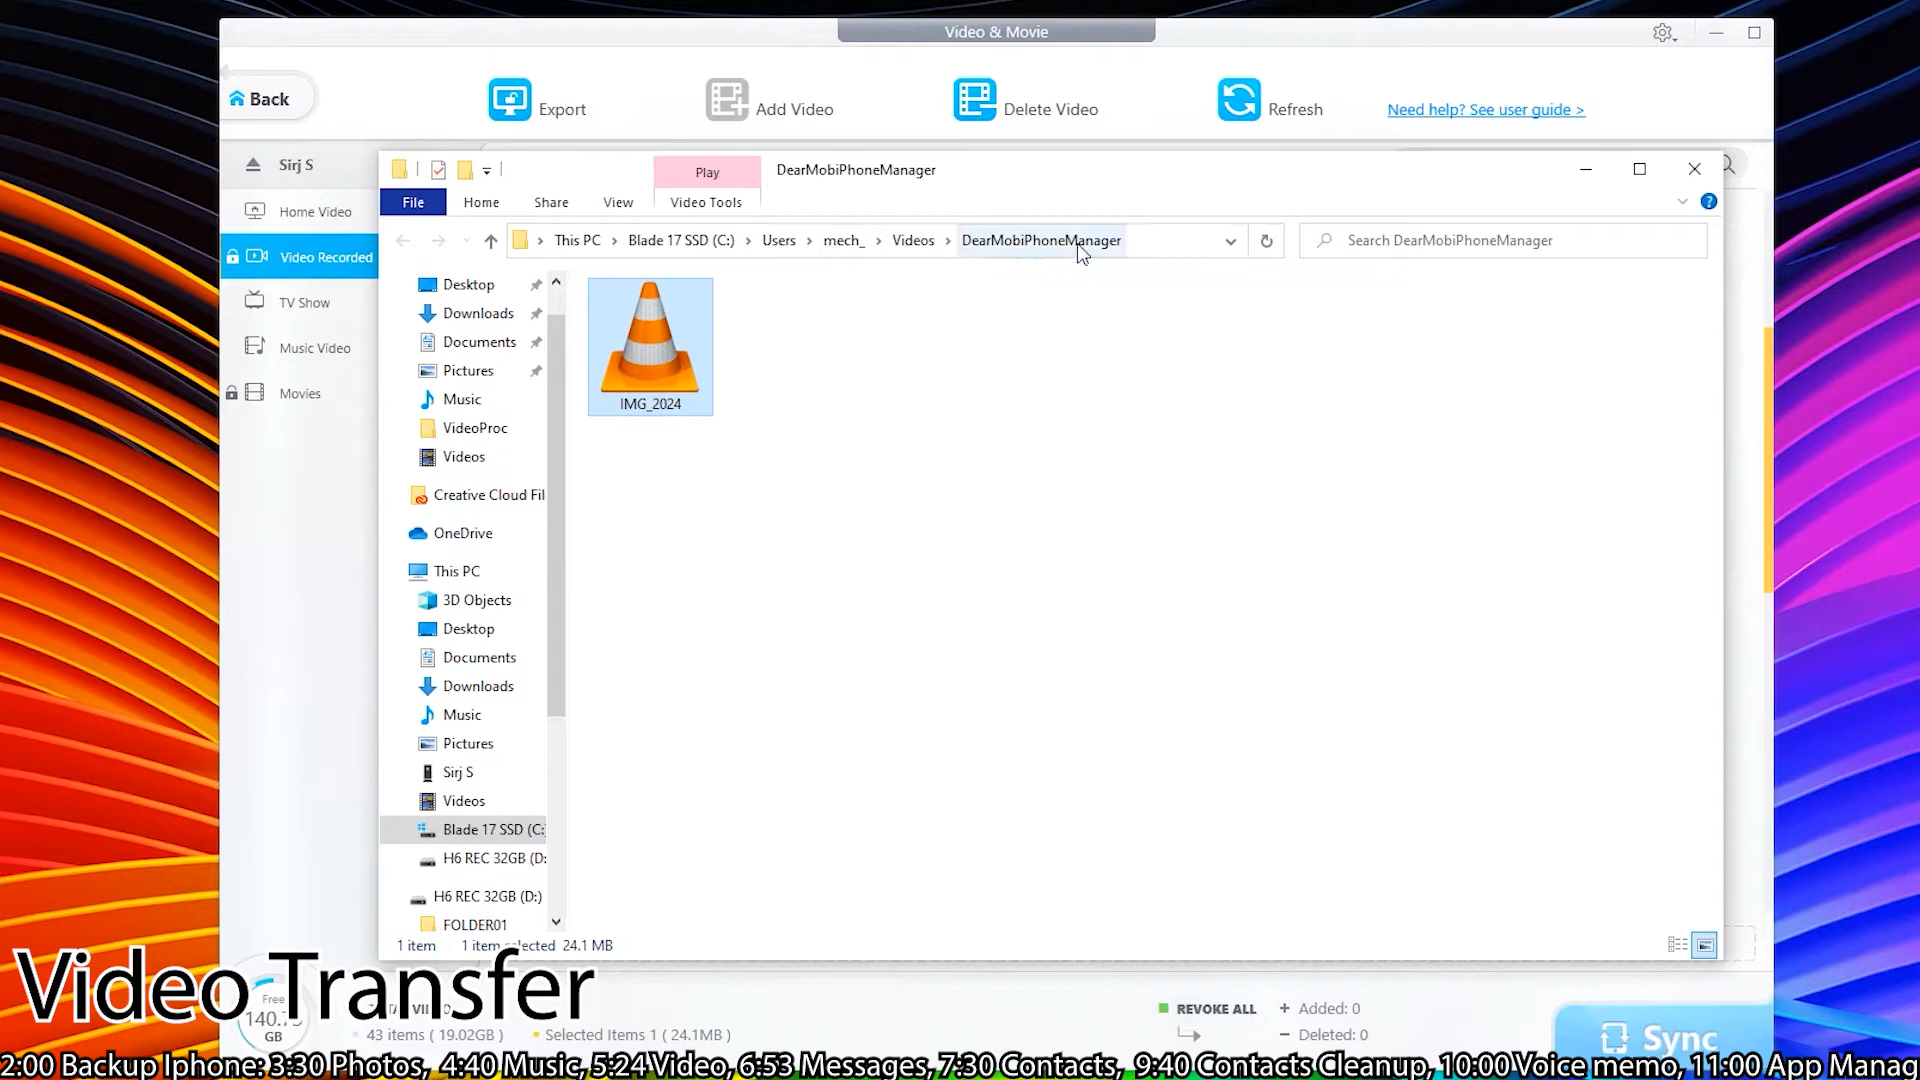 Video & Movie
Back
Export
Add Video
Delete Video
Refresh
Need help? See user guide >
Sirj S
Home Video
Video Recorded
TV Show
Music Video
Movies
Play
DearMobiPhoneManager
File
Home
Share
View
Video Tools
This PC > Blade 17 SSD (C:) > Users > mech_ > Videos > DearMobiPhoneManager
Search DearMobiPhoneManager
Desktop
Downloads
Documents
Pictures
Music
VideoProc
Videos
Creative Cloud Fil
OneDrive
This PC
3D Objects
Desktop
Documents
Downloads
Music
Pictures
Sirj S
Videos
Blade 17 SSD (C:
H6 REC 32GB (D:
H6 REC 32GB (D:)
FOLDER01
IMG_2024
1 item
1 item selected 24.1 MB
Video Transfer
Free
GB
43 items ( 19.02GB )
Selected Items 1 ( 24.1MB )
REVOKE ALL
+ Added: 0
− Deleted: 0
Sync
2:00 Backup Iphone: 3:30 Photos, 4:40 Music, 5:24 Video, 6:53 Messages, 7:30 Contacts, 9:40 Contacts Cleanup, 10:00 Voice memo, 11:00 App Manag